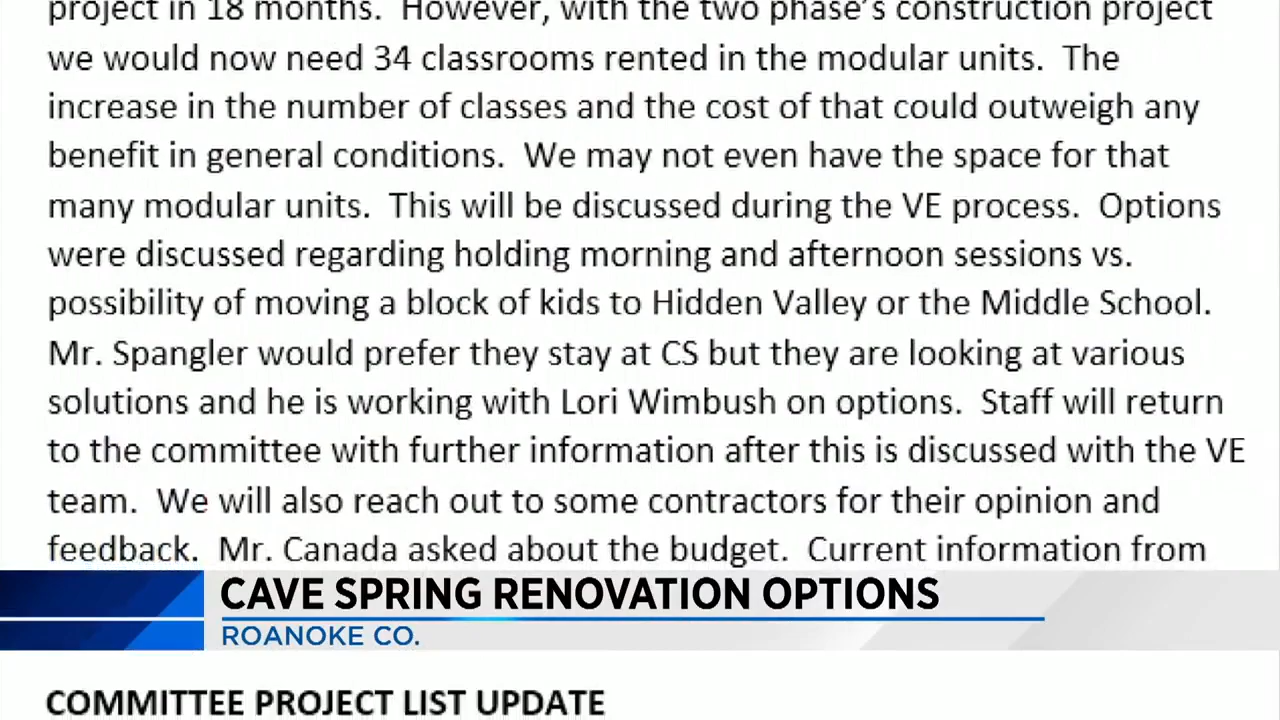 project in 18 months.  However, with the two phase's construction project
we would now need 34 classrooms rented in the modular units.  The
increase in the number of classes and the cost of that could outweigh any
benefit in general conditions.  We may not even have the space for that
many modular units.  This will be discussed during the VE process.  Options
were discussed regarding holding morning and afternoon sessions vs.
possibility of moving a block of kids to Hidden Valley or the Middle School.
Mr. Spangler would prefer they stay at CS but they are looking at various
solutions and he is working with Lori Wimbush on options.  Staff will return
to the committee with further information after this is discussed with the VE
team.  We will also reach out to some contractors for their opinion and
feedback.  Mr. Canada asked about the budget.  Current information from
CAVE SPRING RENOVATION OPTIONS
ROANOKE CO.
COMMITTEE PROJECT LIST UPDATE